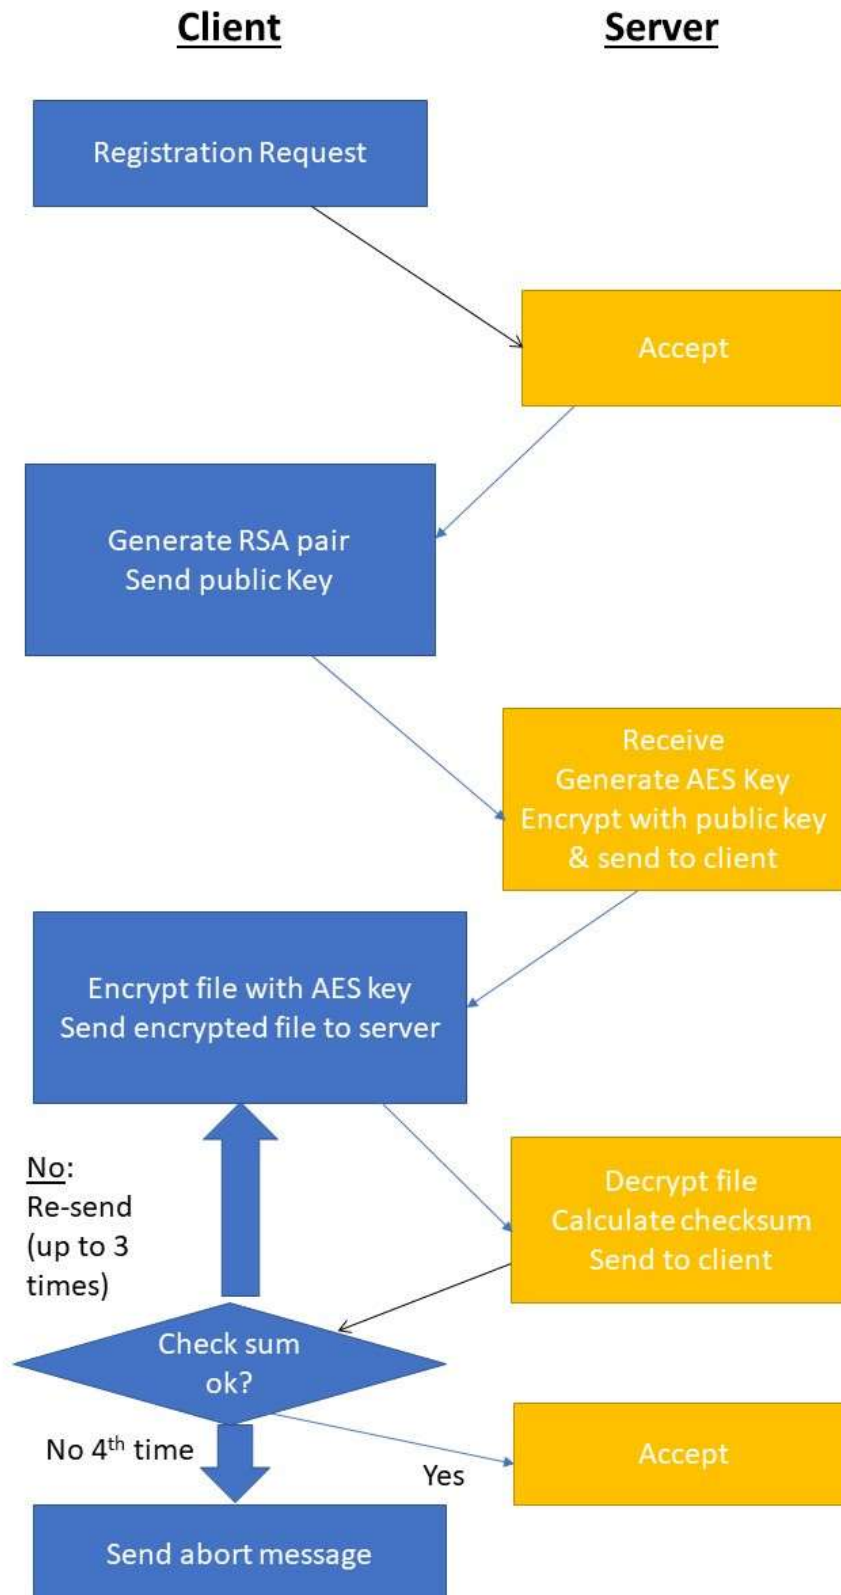 Client
Server
Registration Request
Accept
Generate RSA pair
Send public Key
Receive
Generate AES Key
Encrypt with public key
& send to client
Encrypt file with AES key
Send encrypted file to server
No:
Re-send
(up to 3
times)
Decrypt file
Calculate checksum
Send to client
Check sum
ok?
No 4th time
Yes
Accept
Send abort message